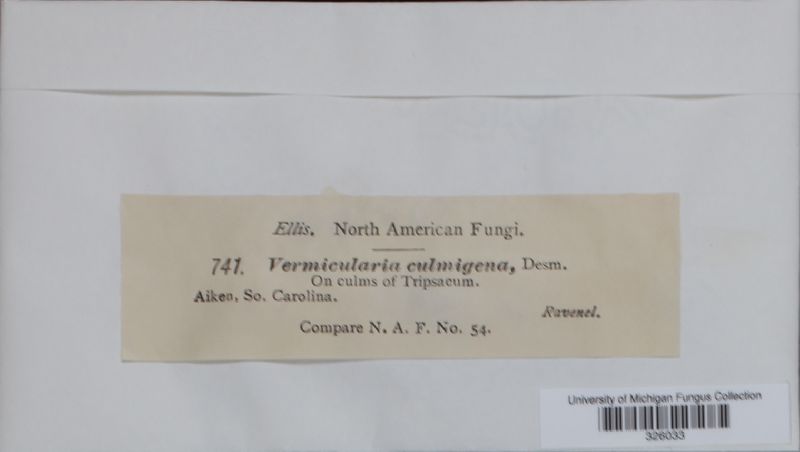 Ellis. North American Fungi.
741. Vermicularia culmigena, Desm.
On culms of Tripsacum.
Aiken, So. Carolina.
Ravenel.
Compare N. A. F. No. 54.
University of Michigan Fungus Collection
326033